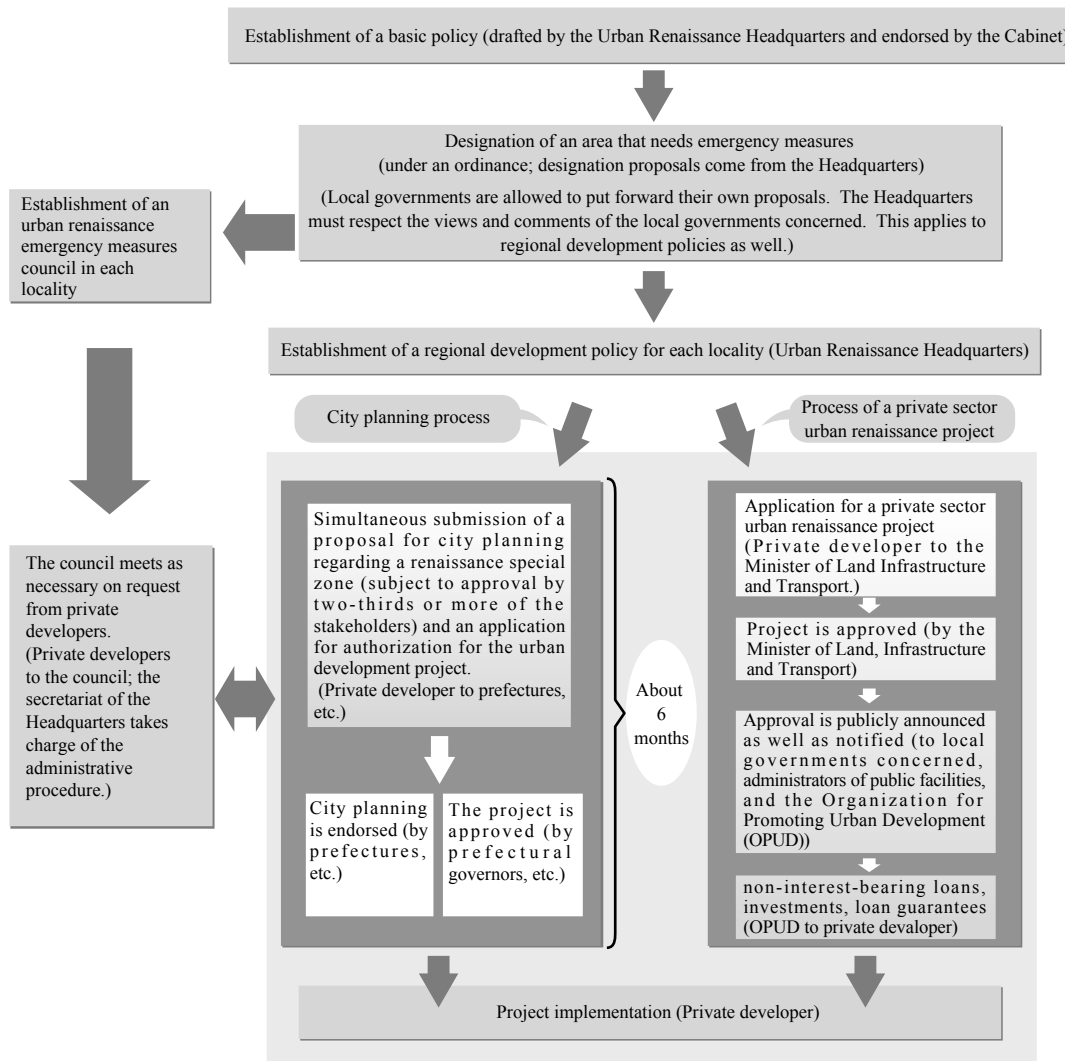 Establishment of a basic policy (drafted by the Urban Renaissance Headquarters and endorsed by the Cabinet)
Designation of an area that needs emergency measures
(under an ordinance; designation proposals come from the Headquarters)
(Local governments are allowed to put forward their own proposals. The Headquarters
must respect the views and comments of the local governments concerned. This applies to
regional development policies as well.)
Establishment of an
urban renaissance
emergency measures
council in each
locality
Establishment of a regional development policy for each locality (Urban Renaissance Headquarters)
City planning process
Process of a private sector
urban renaissance project
The council meets as
necessary on request
from private
developers.
(Private developers
to the council; the
secretariat of the
Headquarters takes
charge of the
administrative
procedure.)
Simultaneous submission of a
proposal for city planning
regarding a renaissance special
zone (subject to approval by
two-thirds or more of the
stakeholders) and an application
for authorization for the urban
development project.
(Private developer to prefectures,
etc.)
City planning
is endorsed (by
prefectures,
etc.)
The project is
approved (by
prefectural
governors, etc.)
About
6
months
Application for a private sector
urban renaissance project
(Private developer to the
Minister of Land Infrastructure
and Transport.)
Project is approved (by the
Minister of Land, Infrastructure
and Transport)
Approval is publicly announced
as well as notified (to local
governments concerned,
administrators of public facilities,
and the Organization for
Promoting Urban Development
(OPUD))
non-interest-bearing loans,
investments, loan guarantees
(OPUD to private devaloper)
Project implementation (Private developer)